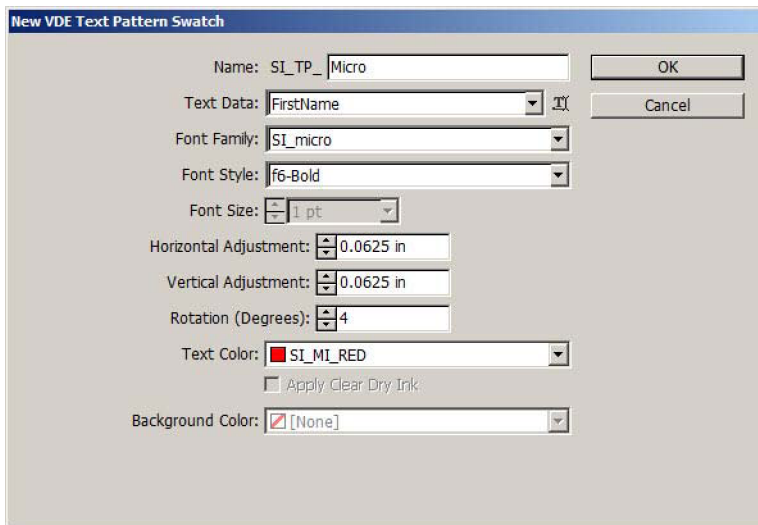 New VDE Text Pattern Swatch
Name: SI_TP_ Micro
OK
Text Data: FirstName
Cancel
Font Family: SI_micro
Font Style: f6-Bold
Font Size: 1 pt
Horizontal Adjustment: 0.0625 in
Vertical Adjustment: 0.0625 in
Rotation (Degrees): 4
Text Color: SI_MI_RED
Apply Clear Dry Ink
Background Color: [None]